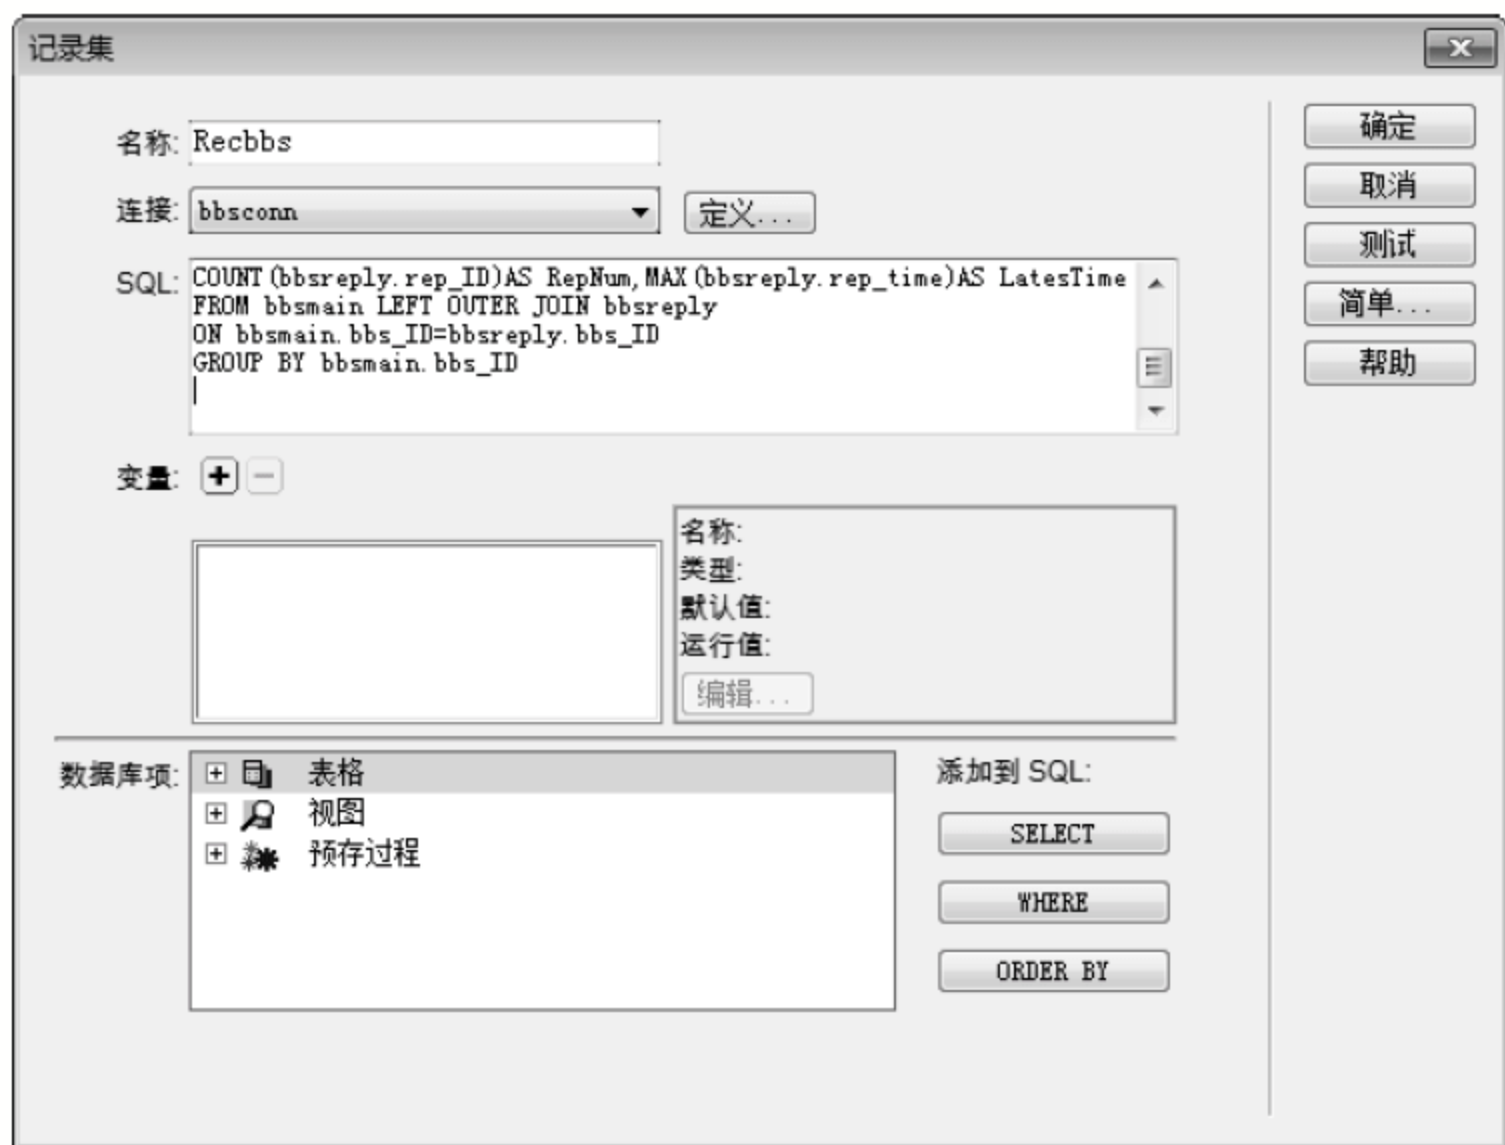 记录集
名称: Recbbs
确定
取消
连接: bbsconn 定义...
测试
SQL: COUNT(bbsreply.rep_ID)AS RepNum,MAX(bbsreply.rep_time)AS LatesTime
FROM bbsmain LEFT OUTER JOIN bbsreply
ON bbsmain.bbs_ID=bbsreply.bbs_ID
GROUP BY bbsmain.bbs_ID
简单...
帮助
变量:
名称:
类型:
默认值:
运行值:
编辑...
数据库项: 表格
视图
预存过程
添加到 SQL:
SELECT
WHERE
ORDER BY